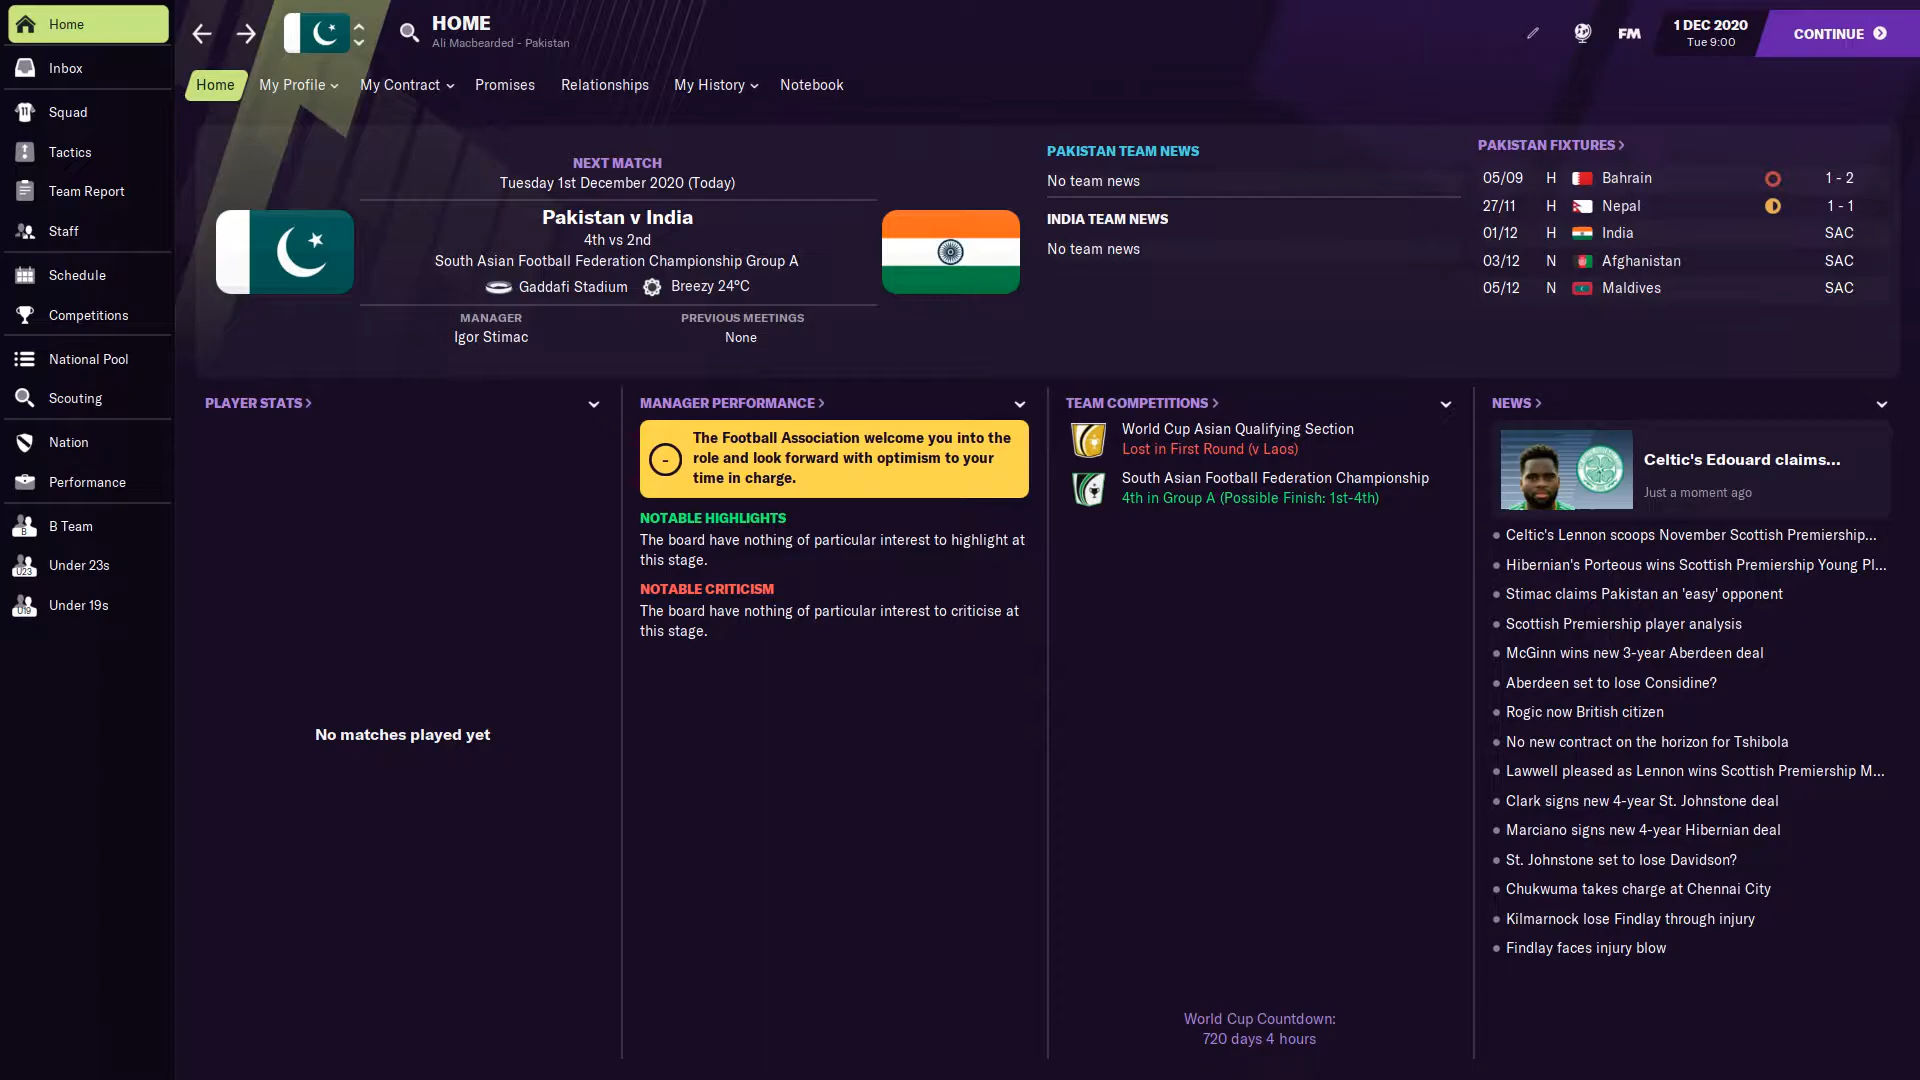 Home
Inbox
Squad
Tactics
Team Report
Staff
Schedule
Competitions
National Pool
Scouting
Nation
Performance
B
B Team
U23
Under 23s
U19
Under 19s
HOME
Ali Macbearded - Pakistan
FM
1 DEC 2020
Tue 9:00
CONTINUE
Home
My Profile
My Contract
Promises
Relationships
My History
Notebook
NEXT MATCH
Tuesday 1st December 2020 (Today)
Pakistan v India
4th vs 2nd
South Asian Football Federation Championship Group A
Gaddafi Stadium
Breezy 24°C
MANAGER
Igor Stimac
PREVIOUS MEETINGS
None
PAKISTAN TEAM NEWS
No team news
INDIA TEAM NEWS
No team news
PAKISTAN FIXTURES >
05/09 H Bahrain 1 - 2
27/11 H Nepal 1 - 1
01/12 H India SAC
03/12 N Afghanistan SAC
05/12 N Maldives SAC
PLAYER STATS >
No matches played yet
MANAGER PERFORMANCE >
The Football Association welcome you into the
role and look forward with optimism to your
time in charge.
NOTABLE HIGHLIGHTS
The board have nothing of particular interest to highlight at
this stage.
NOTABLE CRITICISM
The board have nothing of particular interest to criticise at
this stage.
TEAM COMPETITIONS >
World Cup Asian Qualifying Section
Lost in First Round (v Laos)
South Asian Football Federation Championship
4th in Group A (Possible Finish: 1st-4th)
World Cup Countdown:
720 days 4 hours
NEWS >
Celtic's Edouard claims...
Just a moment ago
Celtic's Lennon scoops November Scottish Premiership...
Hibernian's Porteous wins Scottish Premiership Young Pl...
Stimac claims Pakistan an 'easy' opponent
Scottish Premiership player analysis
McGinn wins new 3-year Aberdeen deal
Aberdeen set to lose Considine?
Rogic now British citizen
No new contract on the horizon for Tshibola
Lawwell pleased as Lennon wins Scottish Premiership M...
Clark signs new 4-year St. Johnstone deal
Marciano signs new 4-year Hibernian deal
St. Johnstone set to lose Davidson?
Chukwuma takes charge at Chennai City
Kilmarnock lose Findlay through injury
Findlay faces injury blow